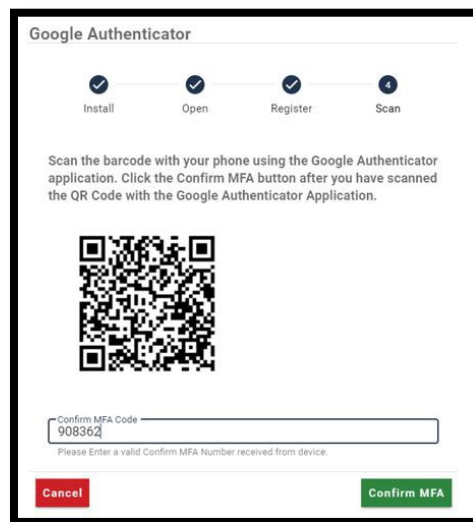 Google Authenticator
4
Install Open Register Scan
Scan the barcode with your phone using the Google Authenticator
application. Click the Confirm MFA button after you have scanned
the QR Code with the Google Authenticator Application.
Confirm MFA Code
908362
Please Enter a valid Confirm MFA Number received from device.
Cancel Confirm MFA